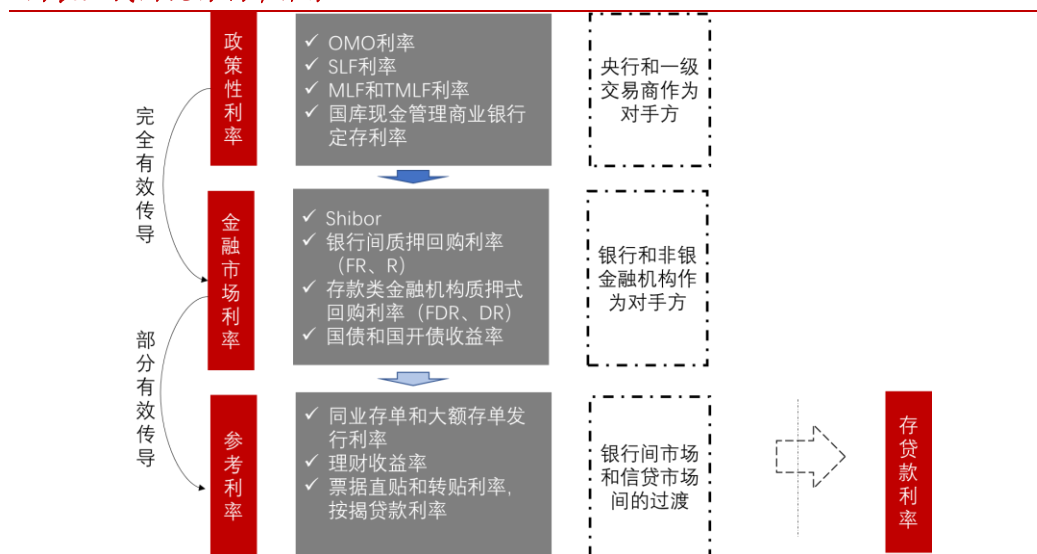 政策性利率
✓ OMO利率
✓ SLF利率
✓ MLF和TMLF利率
✓ 国库现金管理商业银行
定存利率
央行和一级
交易商作为
对手方
完全有效传导
金融市场利率
✓ Shibor
✓ 银行间质押回购利率
（FR、R）
✓ 存款类金融机构质押式
回购利率（FDR、DR）
✓ 国债和国开债收益率
银行和非银
金融机构作
为对手方
部分有效传导
参考利率
✓ 同业存单和大额存单发
行利率
✓ 理财收益率
✓ 票据直贴和转贴利率,
按揭贷款利率
银行间市场
和信贷市场
间的过渡
存贷款利率